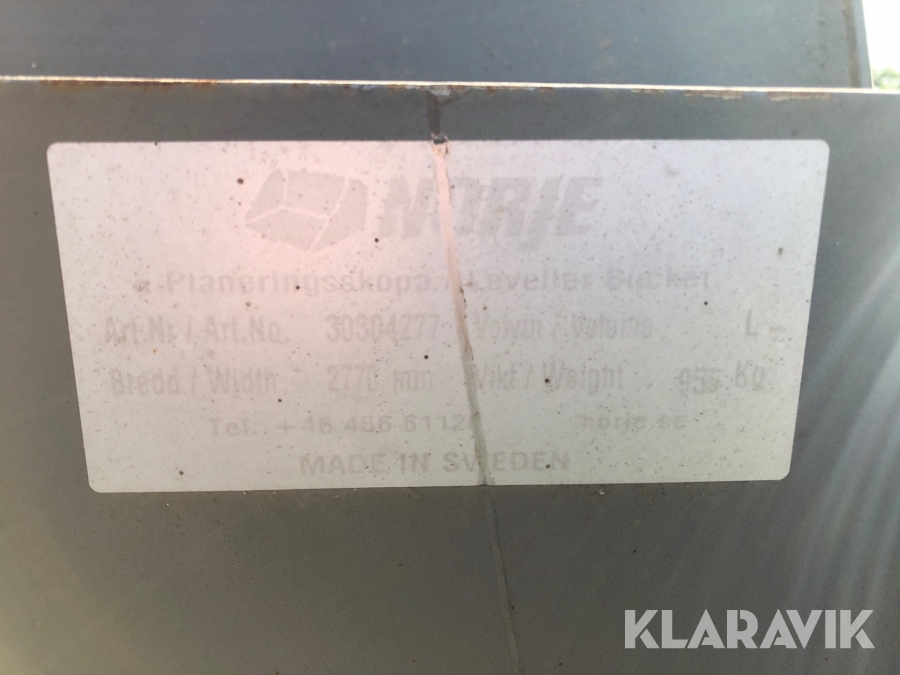 NORJE
Planeringsskopa / Leveller Bucket
Art.Nr / Art.No. 30304277 Volym / Volume L
Bredd / Width 2770 mm Vikt / Weight 955 Kg
Tel.: +46 456 6112 norje.se
MADE IN SWEDEN
KLARAVIK